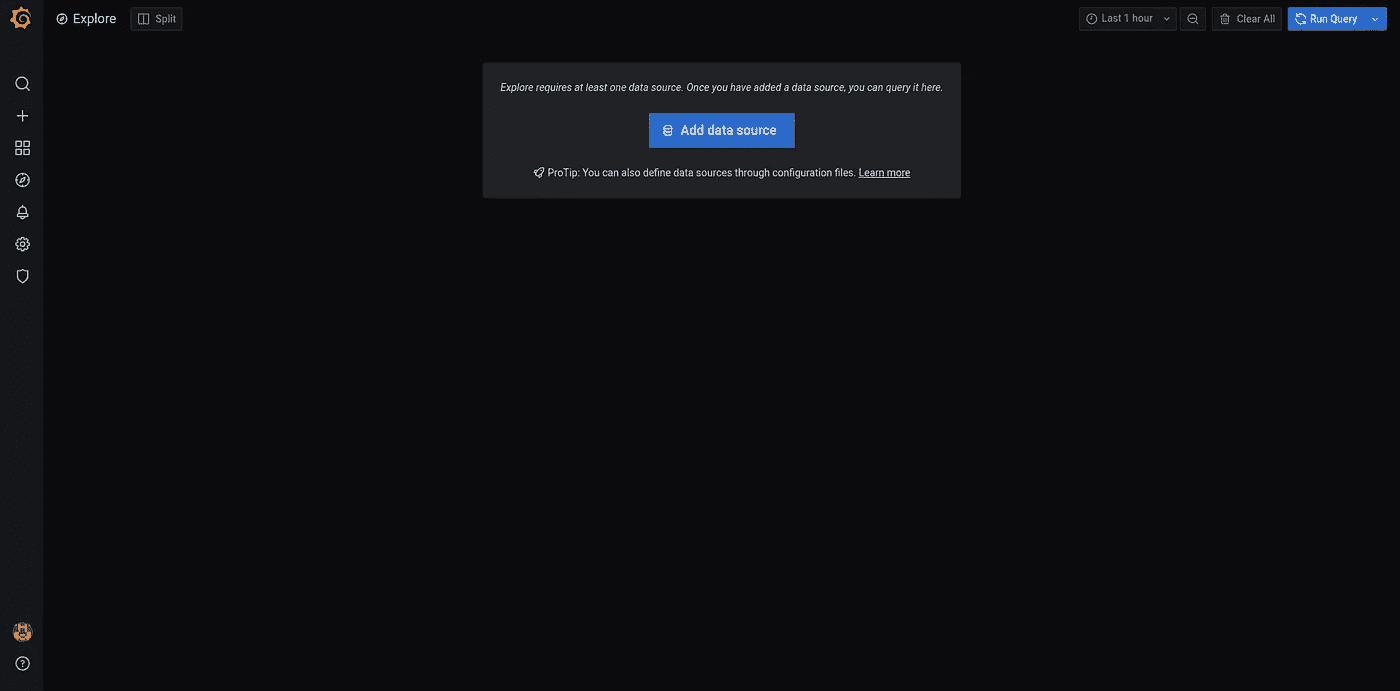 Explore
Split
Last 1 hour
Clear All
Run Query
Explore requires at least one data source. Once you have added a data source, you can query it here.
Add data source
ProTip: You can also define data sources through configuration files. Learn more